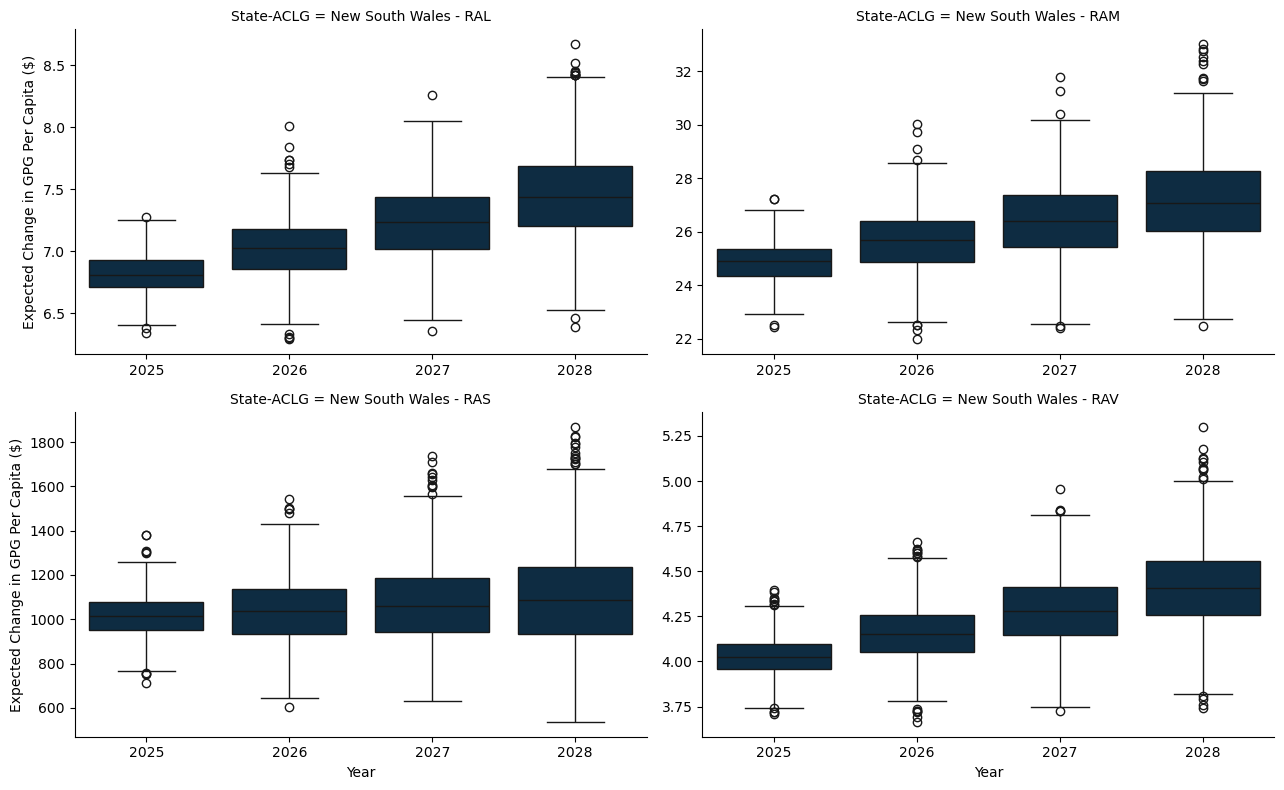 State-ACLG = New South Wales - RAL
Expected Change in GPG Per Capita ($)
8.5
8.0
7.5
7.0
6.5
2025 2026 2027 2028
State-ACLG = New South Wales - RAM
32
30
28
26
24
22
2025 2026 2027 2028
State-ACLG = New South Wales - RAS
Expected Change in GPG Per Capita ($)
1800
1600
1400
1200
1000
800
600
2025 2026 2027 2028
Year
State-ACLG = New South Wales - RAV
5.25
5.00
4.75
4.50
4.25
4.00
3.75
2025 2026 2027 2028
Year